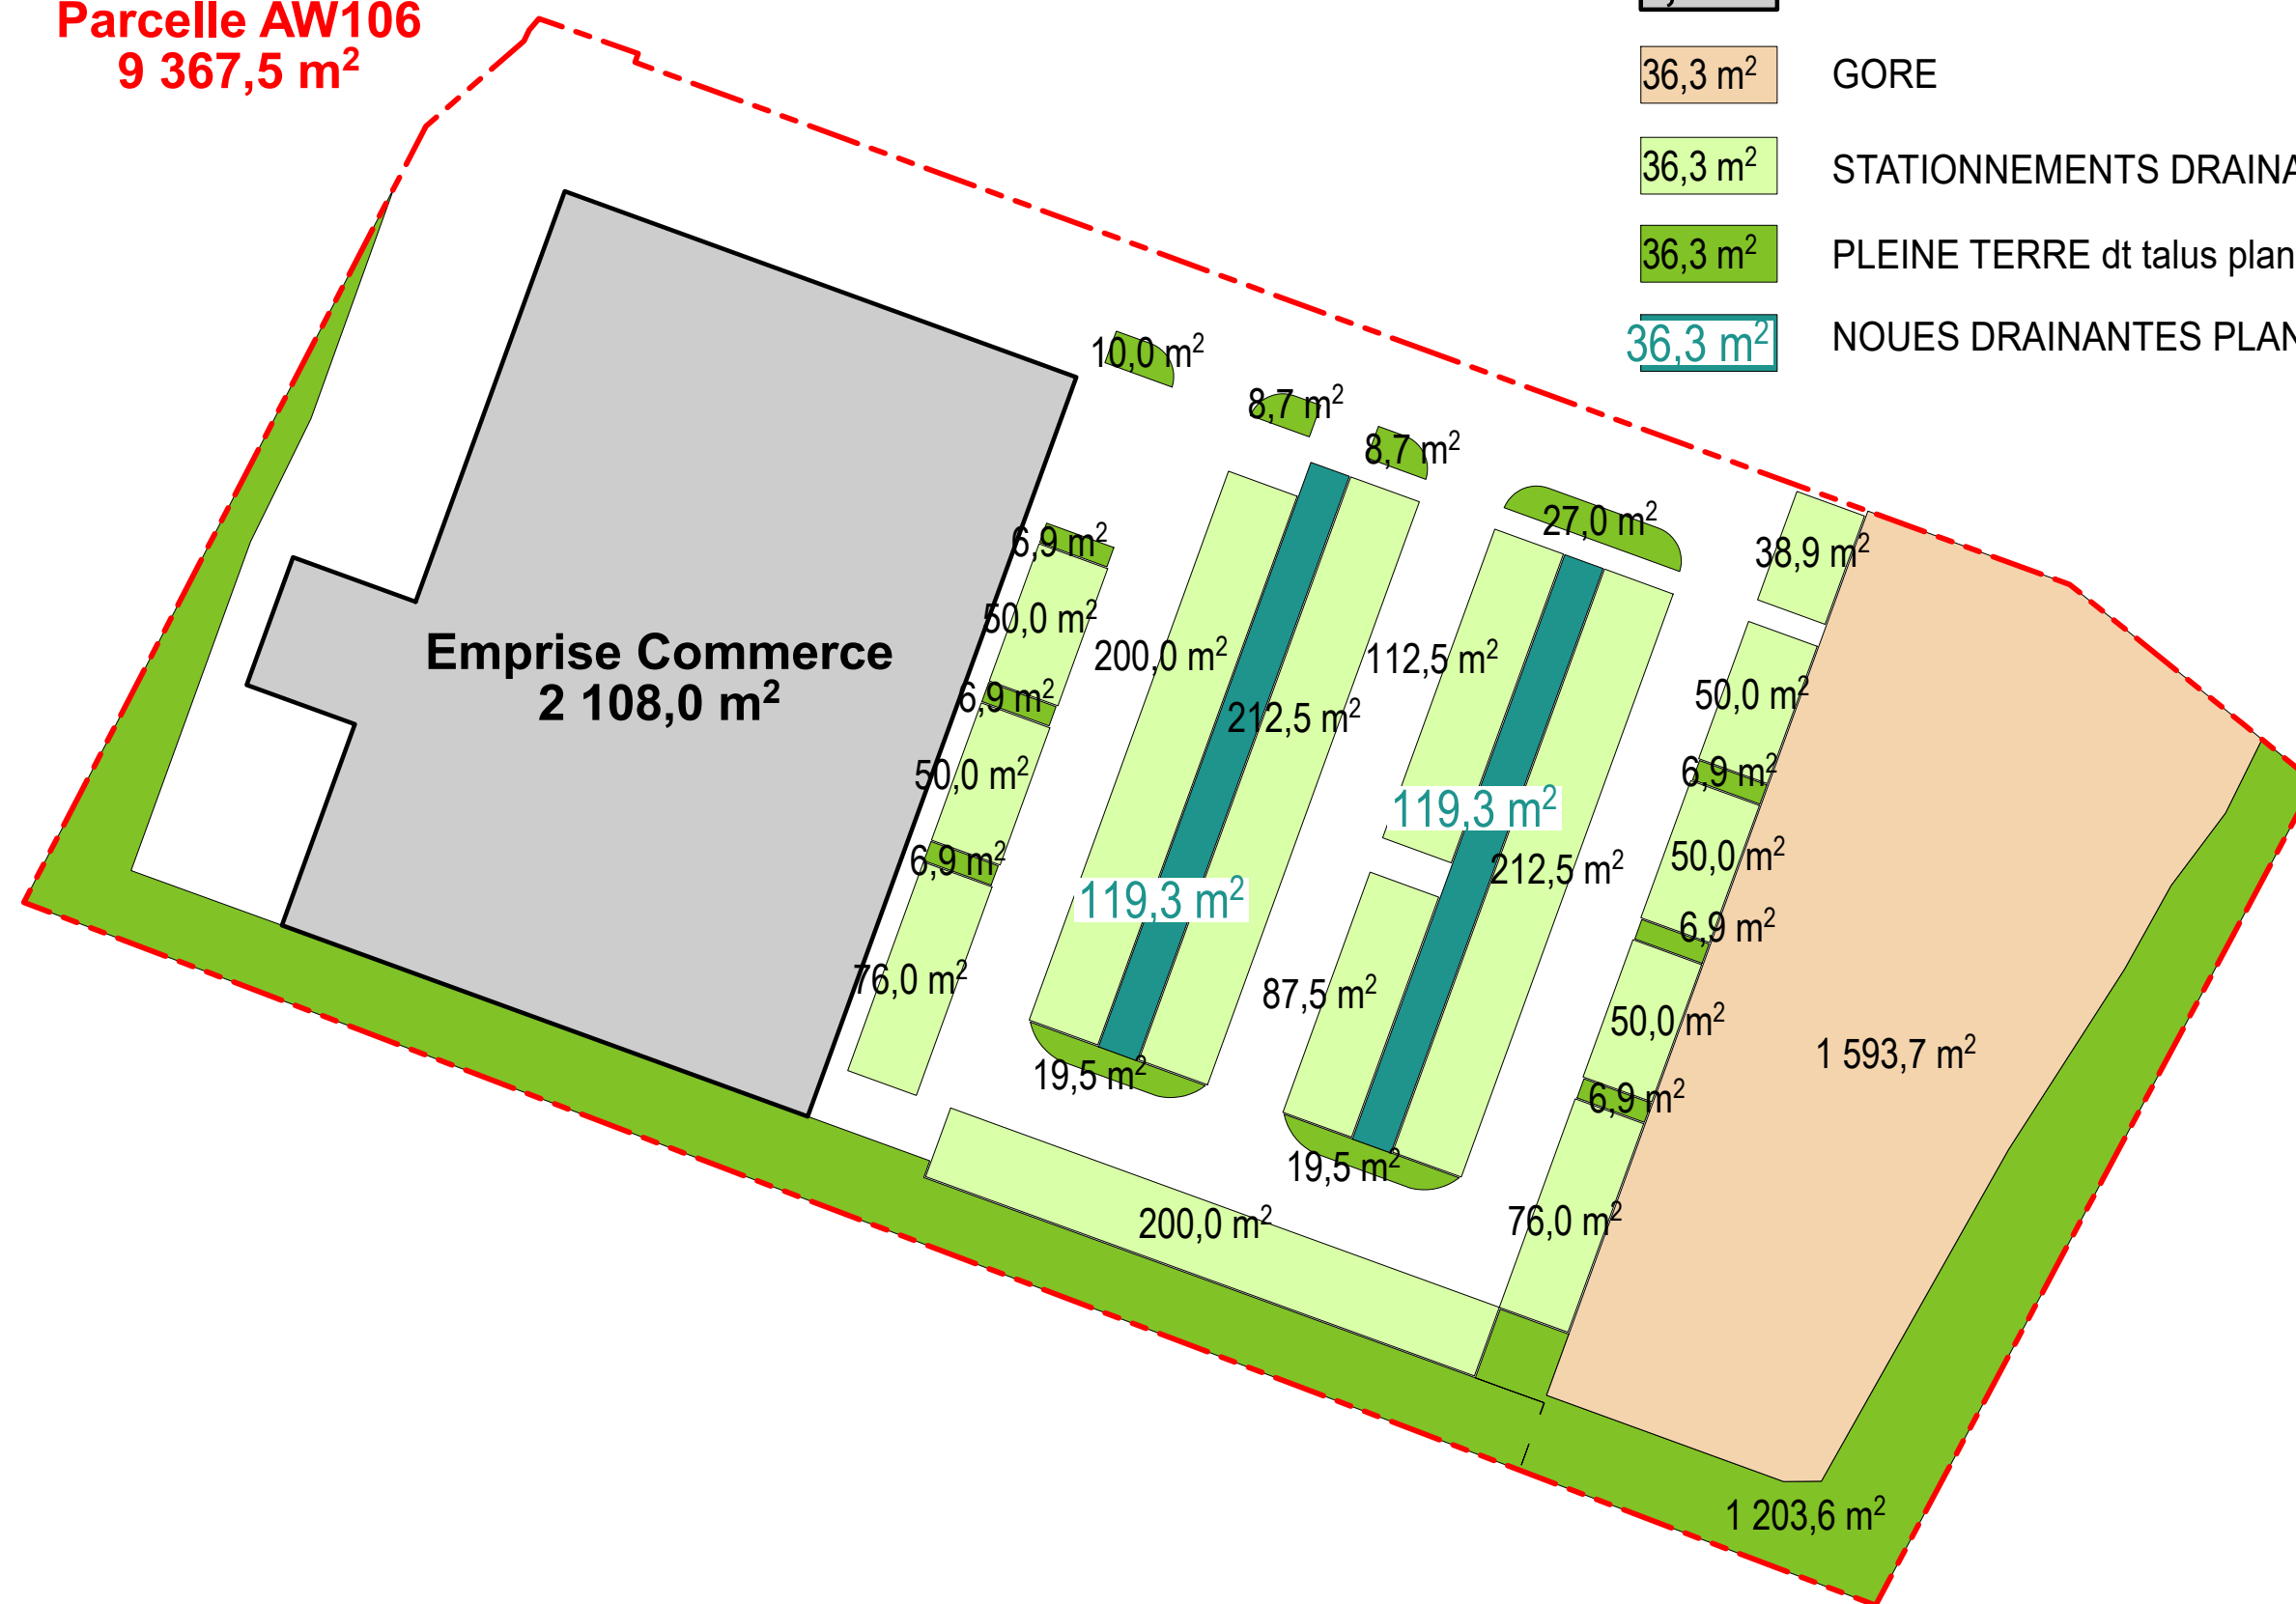 Parcelle AW106
9 367,5 m²
36,3 m² GORE
36,3 m²
36,3 m² PLEINE TERRE dt talus
36,3 m² NOUES DRAINANTES
10,0 m²
8,7 m²
8,7 m²
27,0 m²
6,9 m²
38,9 m²
50,0 m²
200,0 m²
112,5 m²
Emprise Commerce
2 108,0 m²
6,9 m²
212,5 m²
50,0 m²
50,0 m²
6,9 m²
119,3 m²
6,9 m²
50,0 m²
212,5 m²
119,3 m²
6,9 m²
76,0 m²
87,5 m²
50,0 m²
1 593,7 m²
19,5 m²
6,9 m²
19,5 m²
200,0 m²
76,0 m²
1 203,6 m²